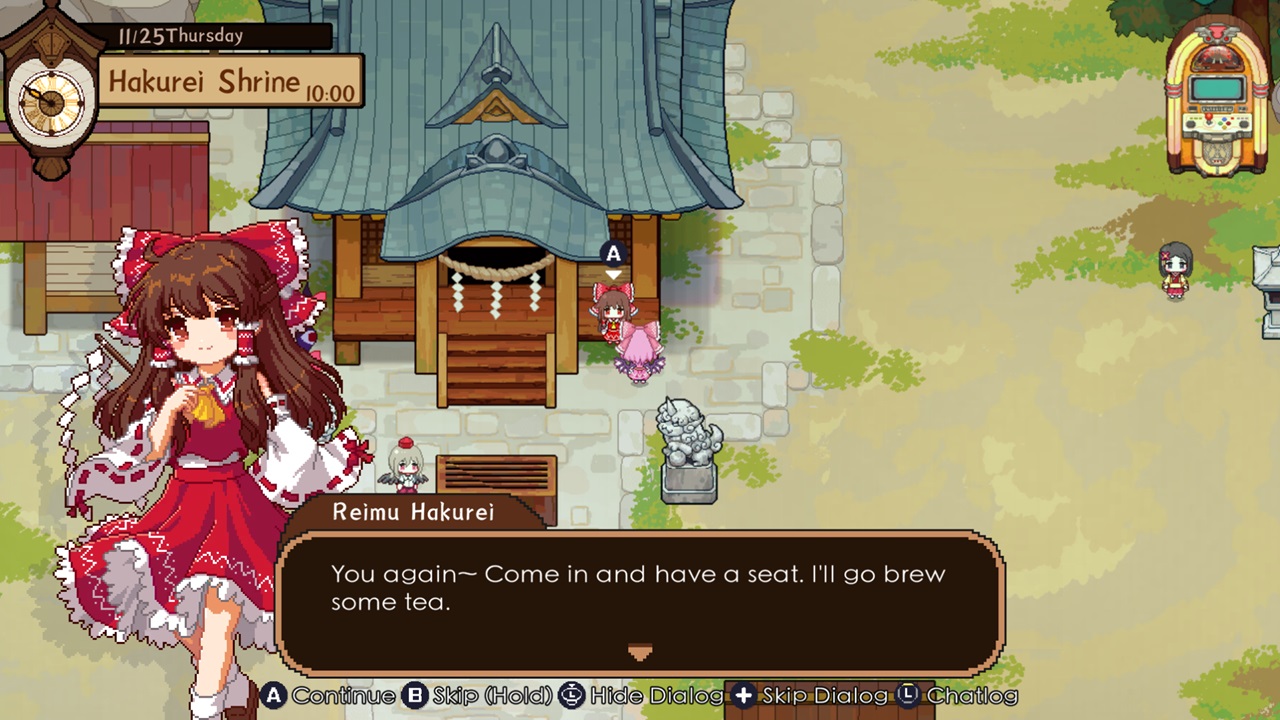 11/25Thursday
Hakurei Shrine 10:00
A
Reimu Hakurei
You again~ Come in and have a seat. I'll go brew
some tea.
A Continue B Skip (Hold) L Hide Dialog + Skip Dialog L Chatlog